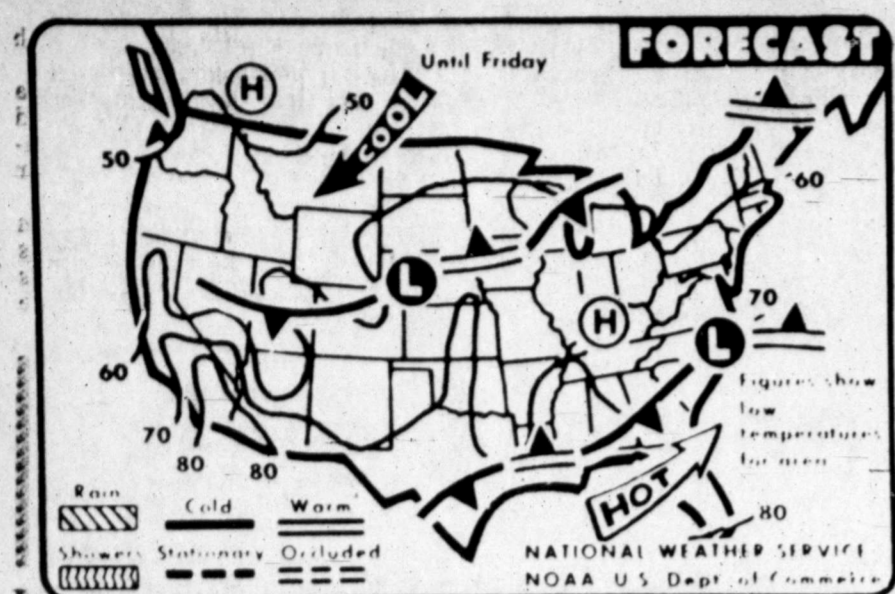 FORECAST
Until Friday
H
50
COOL
50
60
L
H
70
L
60
Figures show
low
temperatures
for area
70
80
80
HOT
80
Rain
Cold
Warm
Showers
Stationary
Occluded
NATIONAL WEATHER SERVICE
NOAA U S Dept of Commerce